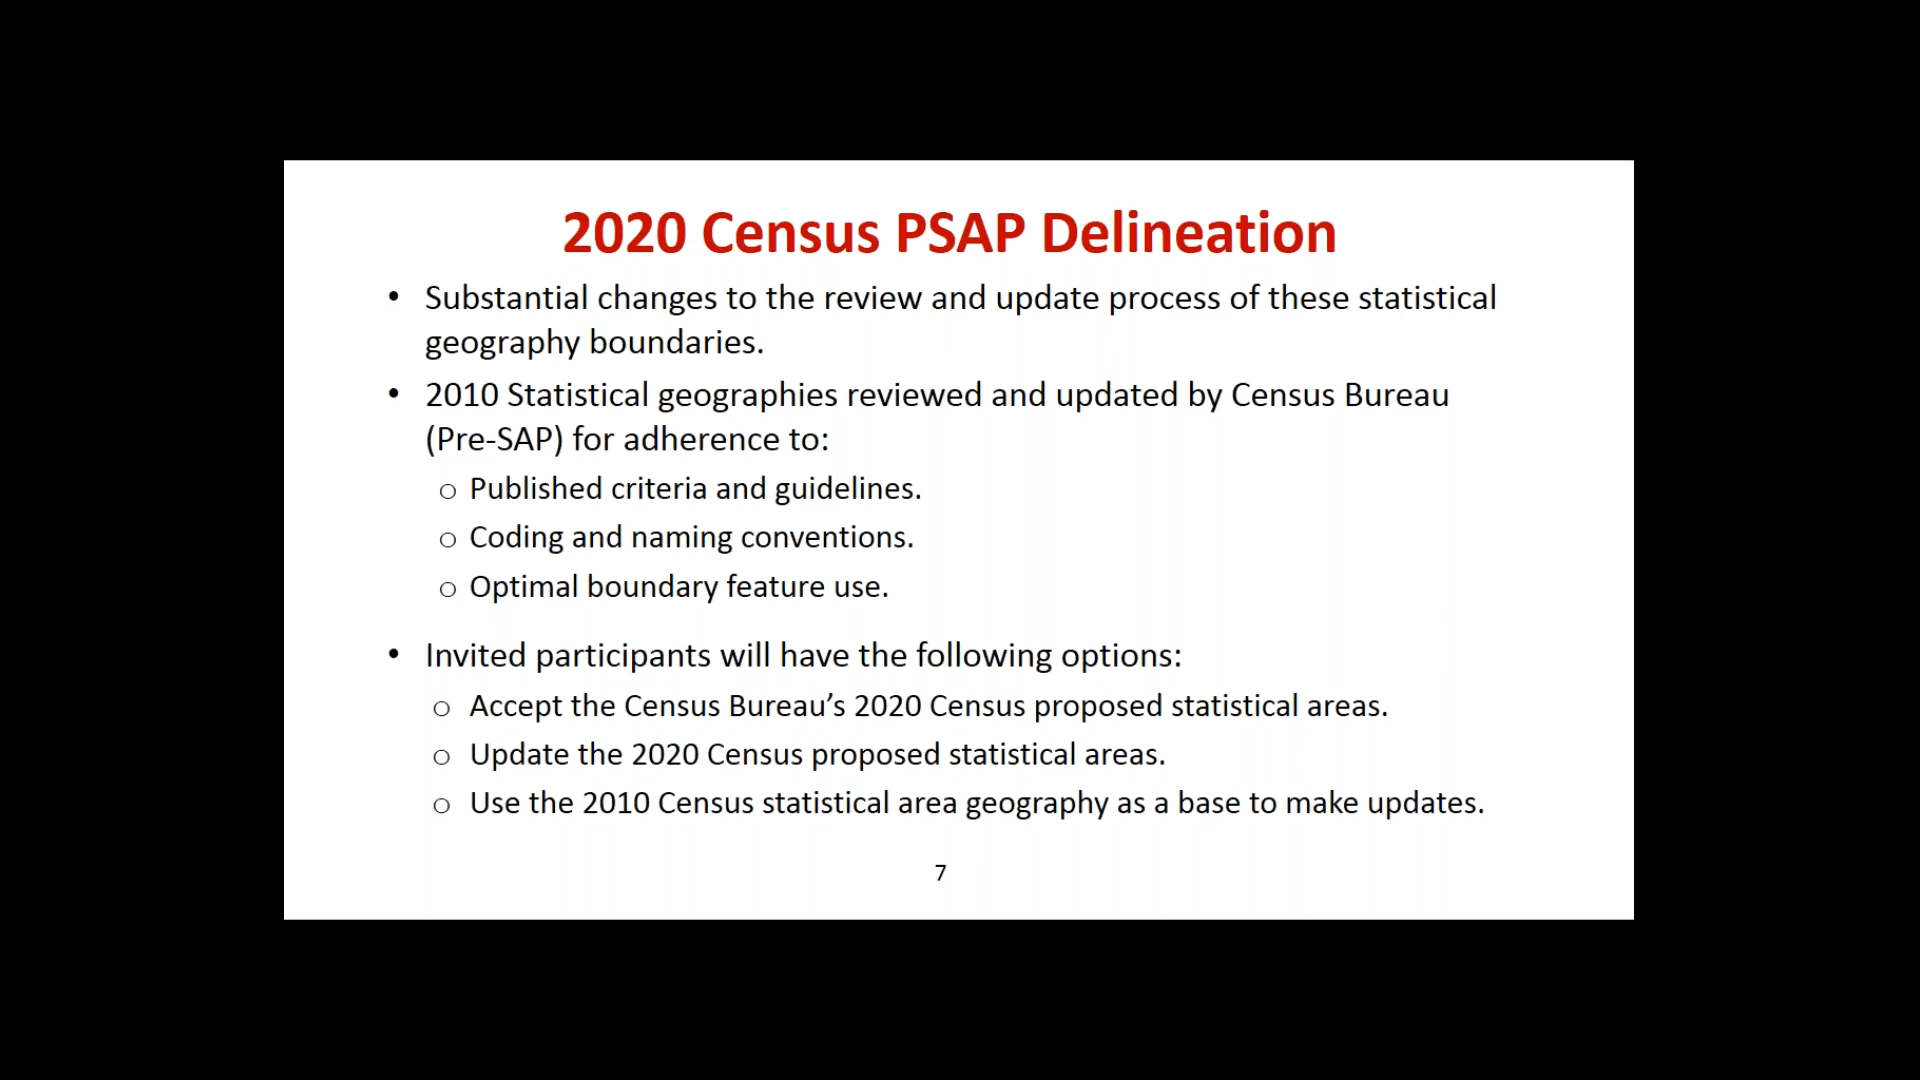 2020 Census PSAP Delineation
• Substantial changes to the review and update process of these statistical
geography boundaries.
• 2010 Statistical geographies reviewed and updated by Census Bureau
(Pre-SAP) for adherence to:
o Published criteria and guidelines.
o Coding and naming conventions.
o Optimal boundary feature use.
• Invited participants will have the following options:
o Accept the Census Bureau’s 2020 Census proposed statistical areas.
o Update the 2020 Census proposed statistical areas.
o Use the 2010 Census statistical area geography as a base to make updates.
7